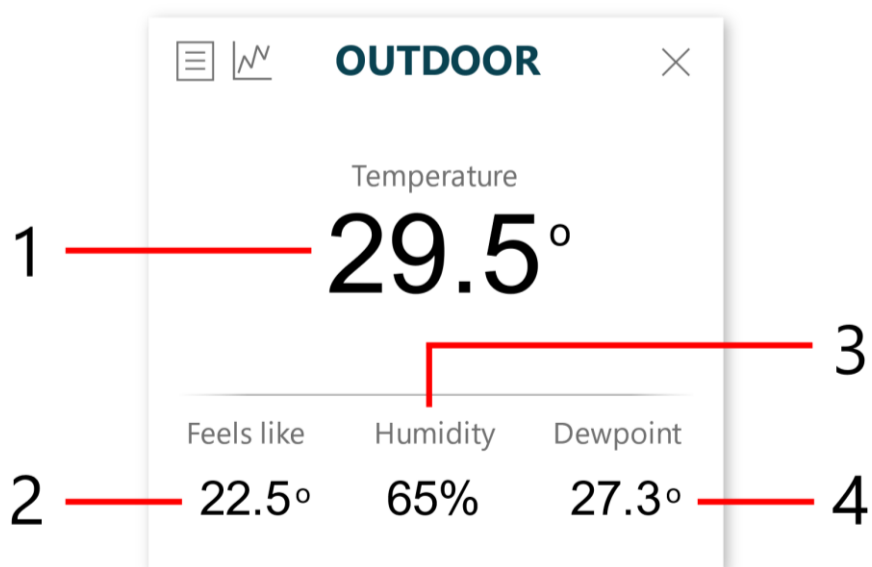 OUTDOOR
Temperature
1
29.5°
3
Feels like Humidity Dewpoint
2
22.5° 65% 27.3°
4